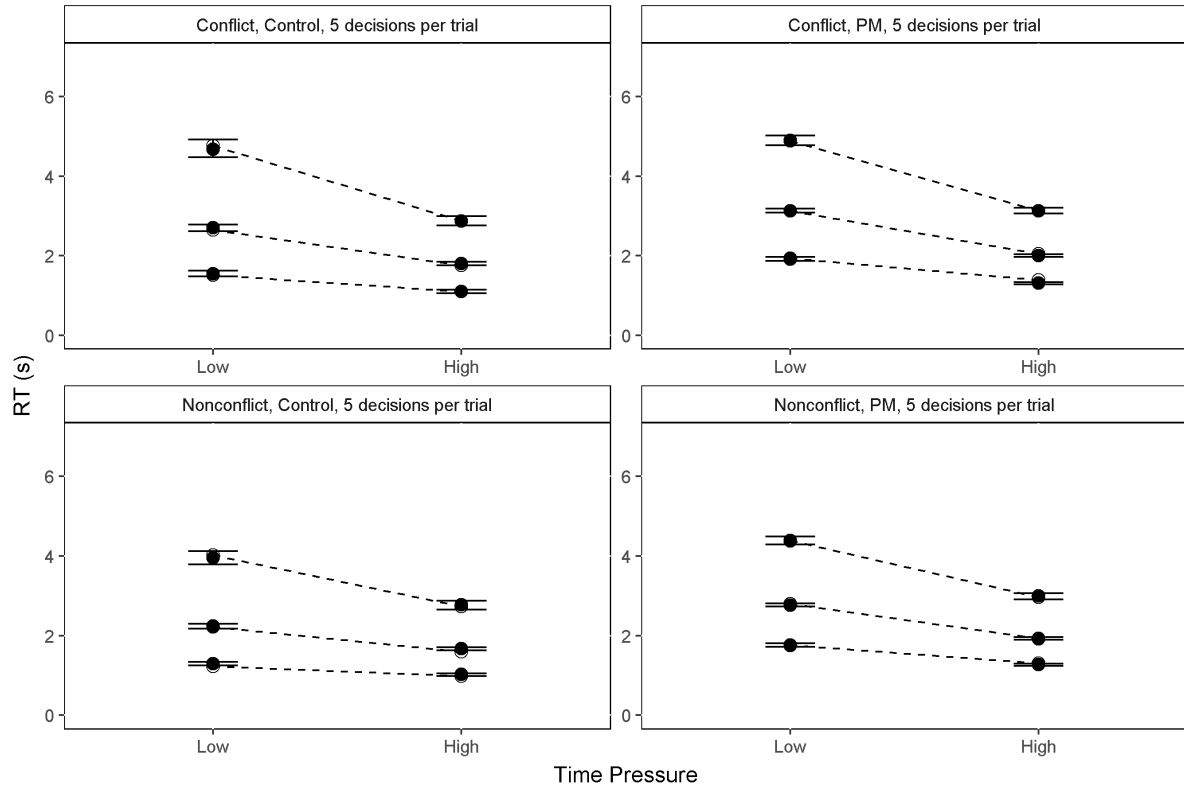 Conflict, Control, 5 decisions per trial
Conflict, PM, 5 decisions per trial
6
4
2
0
6
4
2
0
Low
High
Low
High
RT (s)
Nonconflict, Control, 5 decisions per trial
Nonconflict, PM, 5 decisions per trial
6
4
2
0
6
4
2
0
Low
High
Low
High
Time Pressure